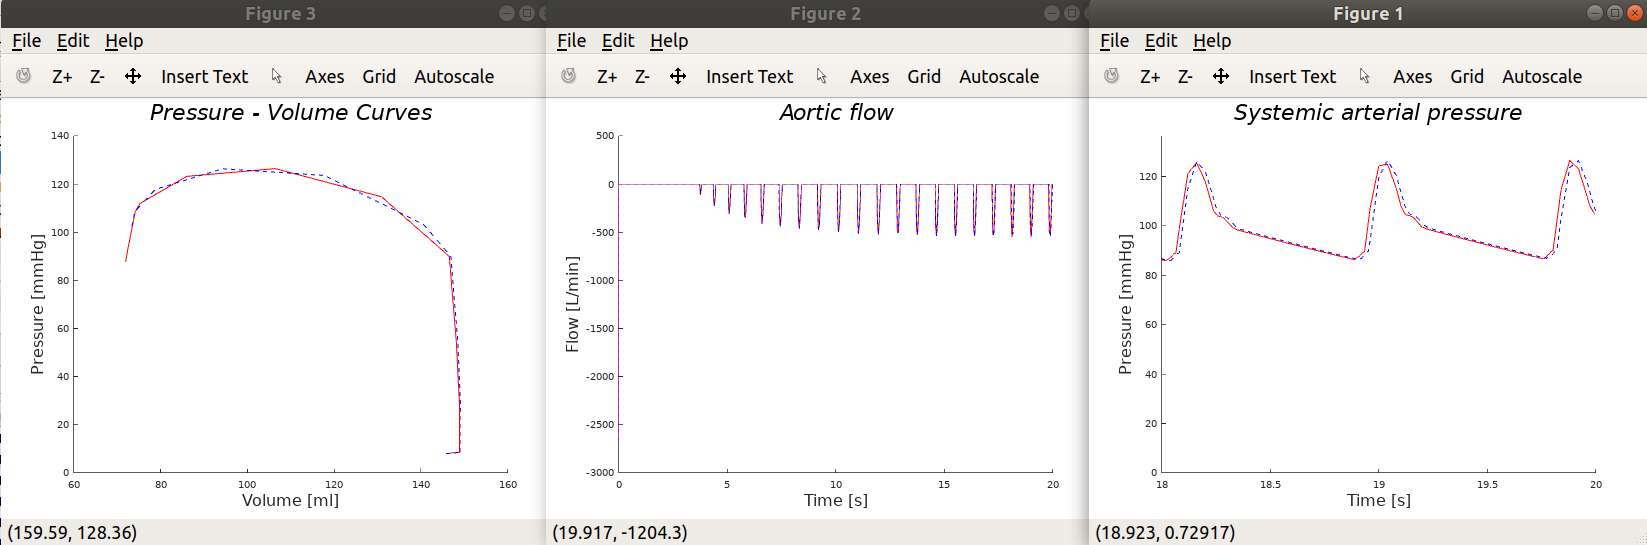 Figure 3
File Edit Help
Z+ Z- Insert Text Axes Grid Autoscale
Pressure - Volume Curves
140
120
100
80
60
40
20
0
Pressure [mmHg]
60 80 100 120 140 160
Volume [ml]
(159.59, 128.36)
Figure 2
File Edit Help
Z+ Z- Insert Text Axes Grid Autoscale
Aortic flow
500
0
-500
-1000
-1500
-2000
-2500
-3000
Flow [L/min]
0 5 10 15 20
Time [s]
(19.917, -1204.3)
Figure 1
File Edit Help
Z+ Z- Insert Text Axes Grid Autoscale
Systemic arterial pressure
120
100
80
60
40
20
0
Pressure [mmHg]
18 18.5 19 19.5 20
Time [s]
(18.923, 0.72917)